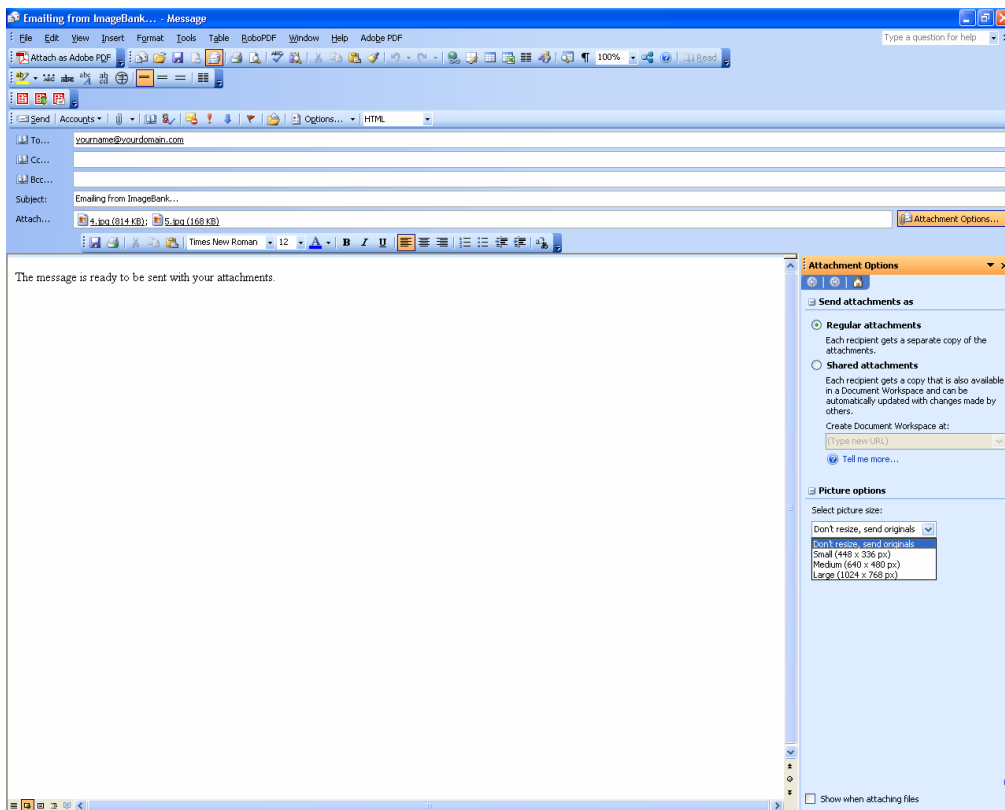 Emailing from ImageBank... - Message
File Edit View Insert Format Tools Table RoboPDF Window Help Adobe PDF
Type a question for help
Attach as Adobe PDF
100%
Read
Send Accounts Options... HTML
To... yourname@yourdomain.com
Cc...
Bcc...
Subject: Emailing from ImageBank...
Attach... 4.jpg (814 KB); 5.jpg (168 KB)
Attachment Options...
Times New Roman 12 A B I U
The message is ready to be sent with your attachments.
Attachment Options
Send attachments as
Regular attachments
Each recipient gets a separate copy of the
attachments.
Shared attachments
Each recipient gets a copy that is also available
in a Document Workspace and can be
automatically updated with changes made by
others.
Create Document Workspace at:
(Type new URL)
Tell me more...
Picture options
Select picture size:
Don't resize, send originals
Don't resize, send originals
Small (448 x 336 px)
Medium (640 x 480 px)
Large (1024 x 768 px)
Show when attaching files